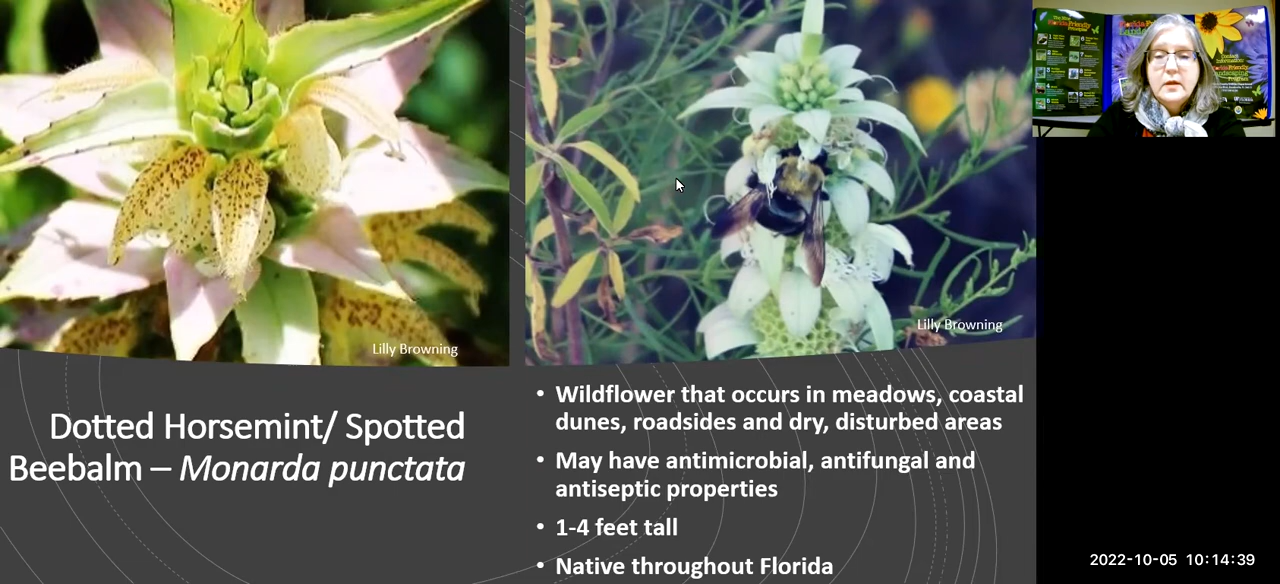 Lilly Browning
Lilly Browning
Dotted Horsemint/ Spotted
Beebalm – Monarda punctata
• Wildflower that occurs in meadows, coastal
dunes, roadsides and dry, disturbed areas
• May have antimicrobial, antifungal and
antiseptic properties
• 1-4 feet tall
• Native throughout Florida
2022-10-05 10:14:39